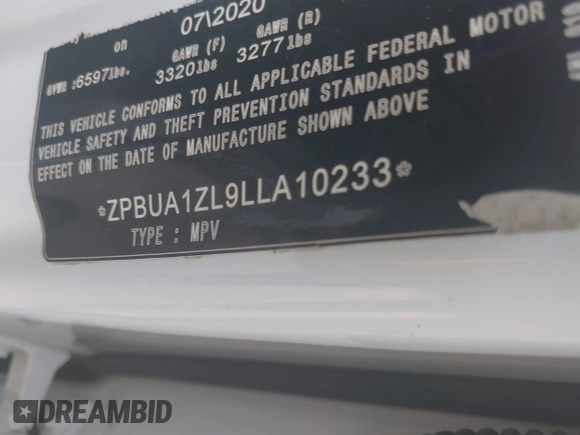 on 07\2020
GVWR :6597lbs. GAWR (F) GAWR (R)
3320lbs 3277lbs
THIS VEHICLE CONFORMS TO ALL APPLICABLE FEDERAL MOTOR
VEHICLE SAFETY AND THEFT PREVENTION STANDARDS IN
EFFECT ON THE DATE OF MANUFACTURE SHOWN ABOVE
*ZPBUA1ZL9LLA10233*
TYPE : MPV
DREAMBID